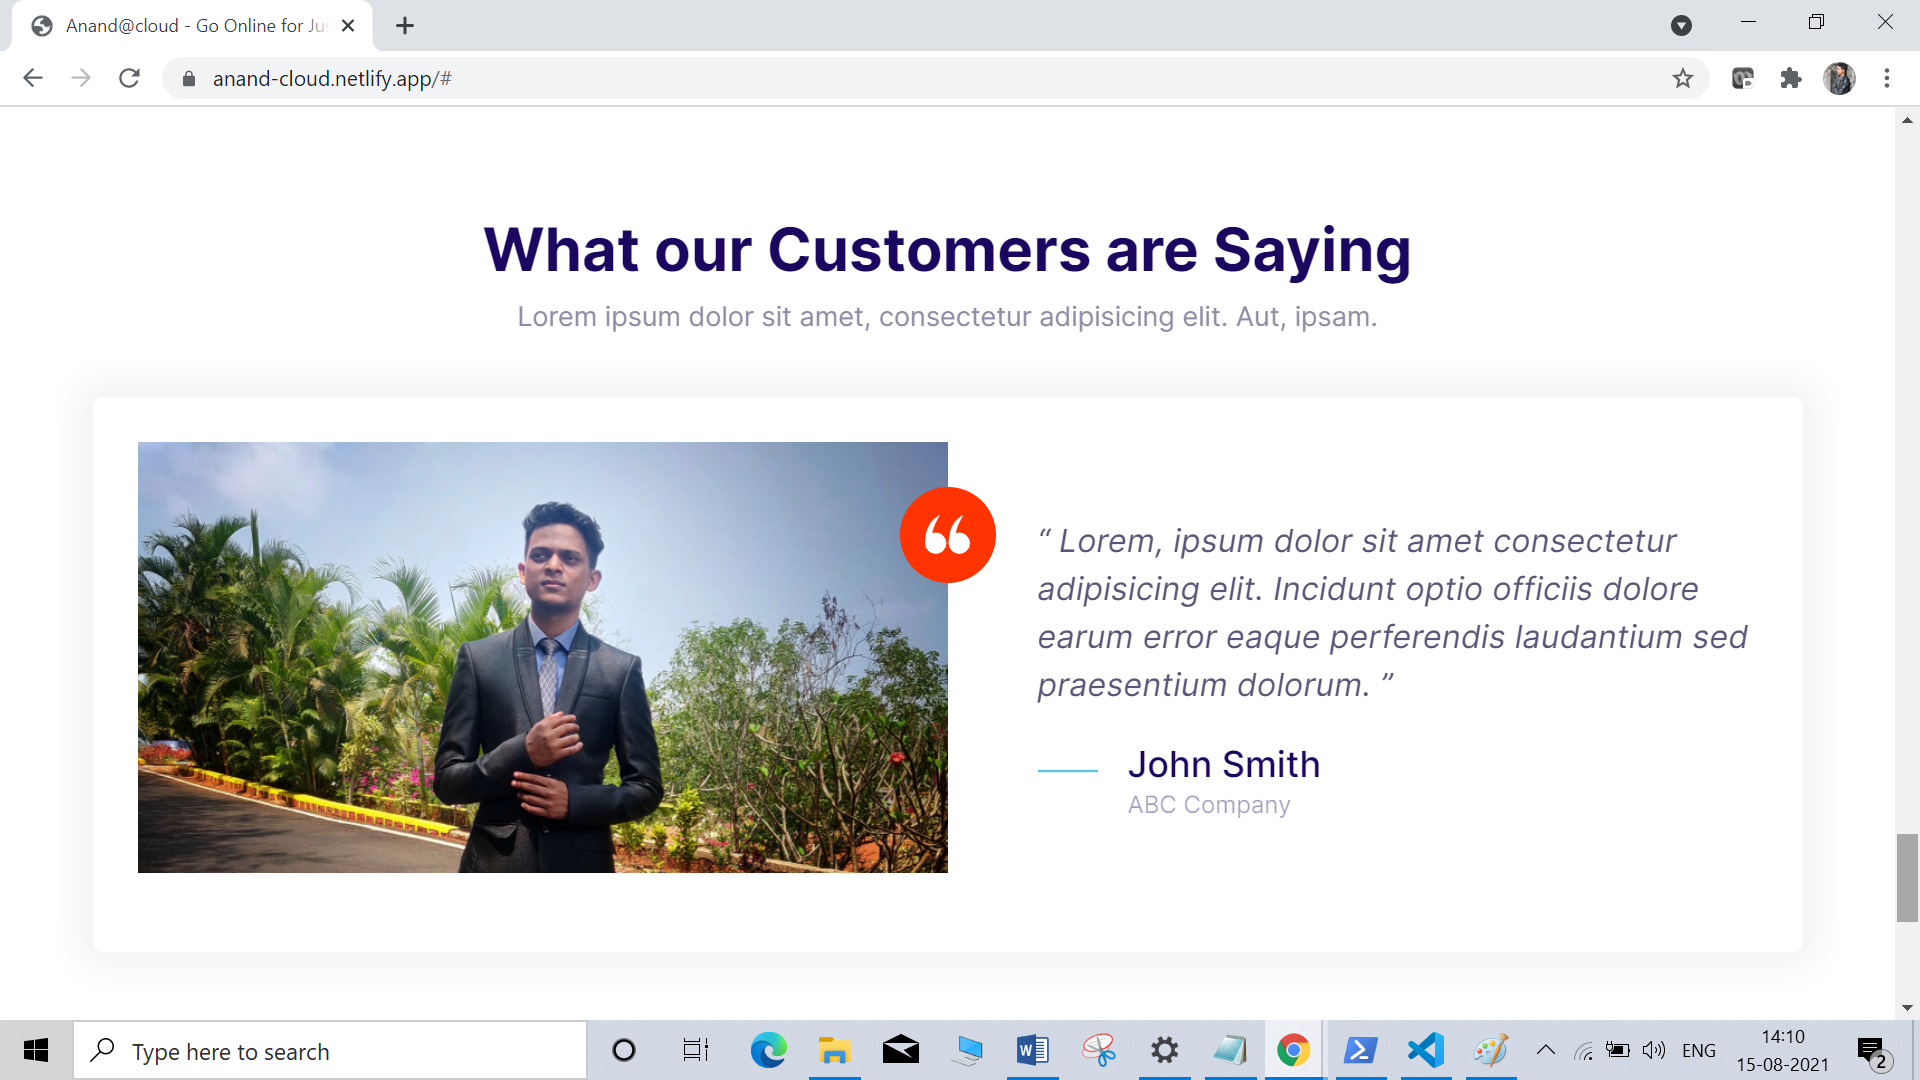 Anand@cloud - Go Online for Jus
anand-cloud.netlify.app/#
What our Customers are Saying
Lorem ipsum dolor sit amet, consectetur adipisicing elit. Aut, ipsam.
“ Lorem, ipsum dolor sit amet consectetur
adipisicing elit. Incidunt optio officiis dolore
earum error eaque perferendis laudantium sed
praesentium dolorum. ”
John Smith
ABC Company
Type here to search
ENG
14:10
15-08-2021
2